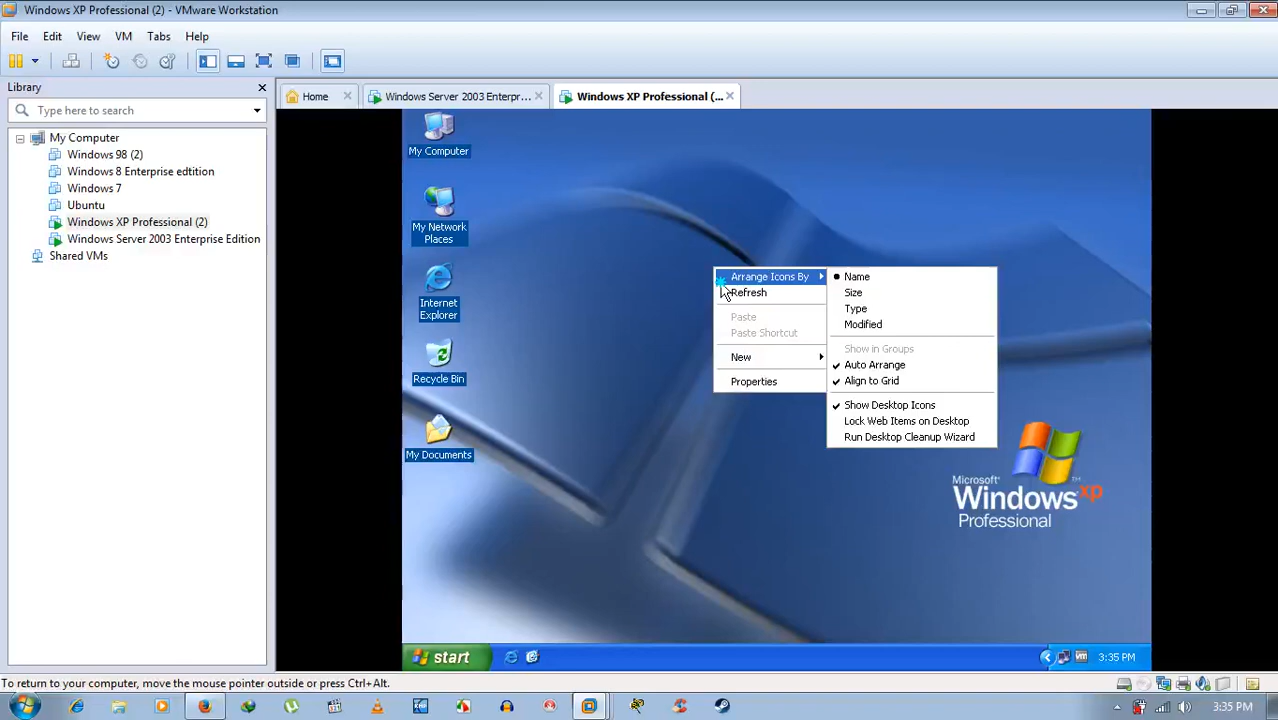 Windows XP Professional (2) - VMware Workstation
File Edit View VM Tabs Help
Library
Type here to search
My Computer
Windows 98 (2)
Windows 8 Enterprise edtition
Windows 7
Ubuntu
Windows XP Professional (2)
Windows Server 2003 Enterprise Edition
Shared VMs
Home
Windows Server 2003 Enterpr...
Windows XP Professional (...
My Computer
My Network
Places
Internet
Explorer
Recycle Bin
My Documents
Arrange Icons By
Refresh
Paste
Paste Shortcut
New
Properties
Name
Size
Type
Modified
Show in Groups
Auto Arrange
Align to Grid
Show Desktop Icons
Lock Web Items on Desktop
Run Desktop Cleanup Wizard
Microsoft
Windows xp
Professional
start
3:35 PM
To return to your computer, move the mouse pointer outside or press Ctrl+Alt.
3:35 PM